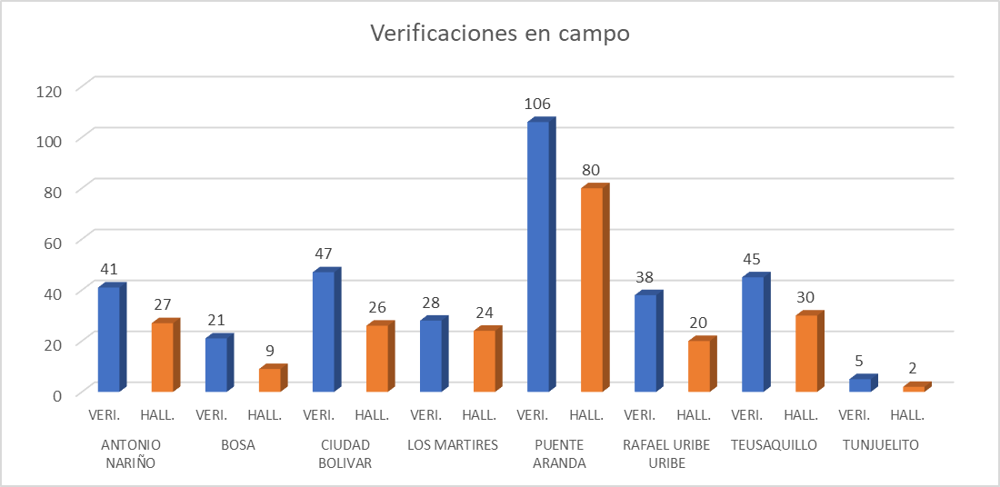 Verificaciones en campo
120
100
80
60
40
20
0
41
27
21
9
47
26
28
24
106
80
38
20
45
30
5
2
VERI. HALL. VERI. HALL. VERI. HALL. VERI. HALL. VERI. HALL. VERI. HALL. VERI. HALL. VERI. HALL.
ANTONIO
NARIÑO
BOSA
CIUDAD
BOLIVAR
LOS MARTIRES
PUENTE
ARANDA
RAFAEL URIBE
URIBE
TEUSAQUILLO
TUNJUELITO